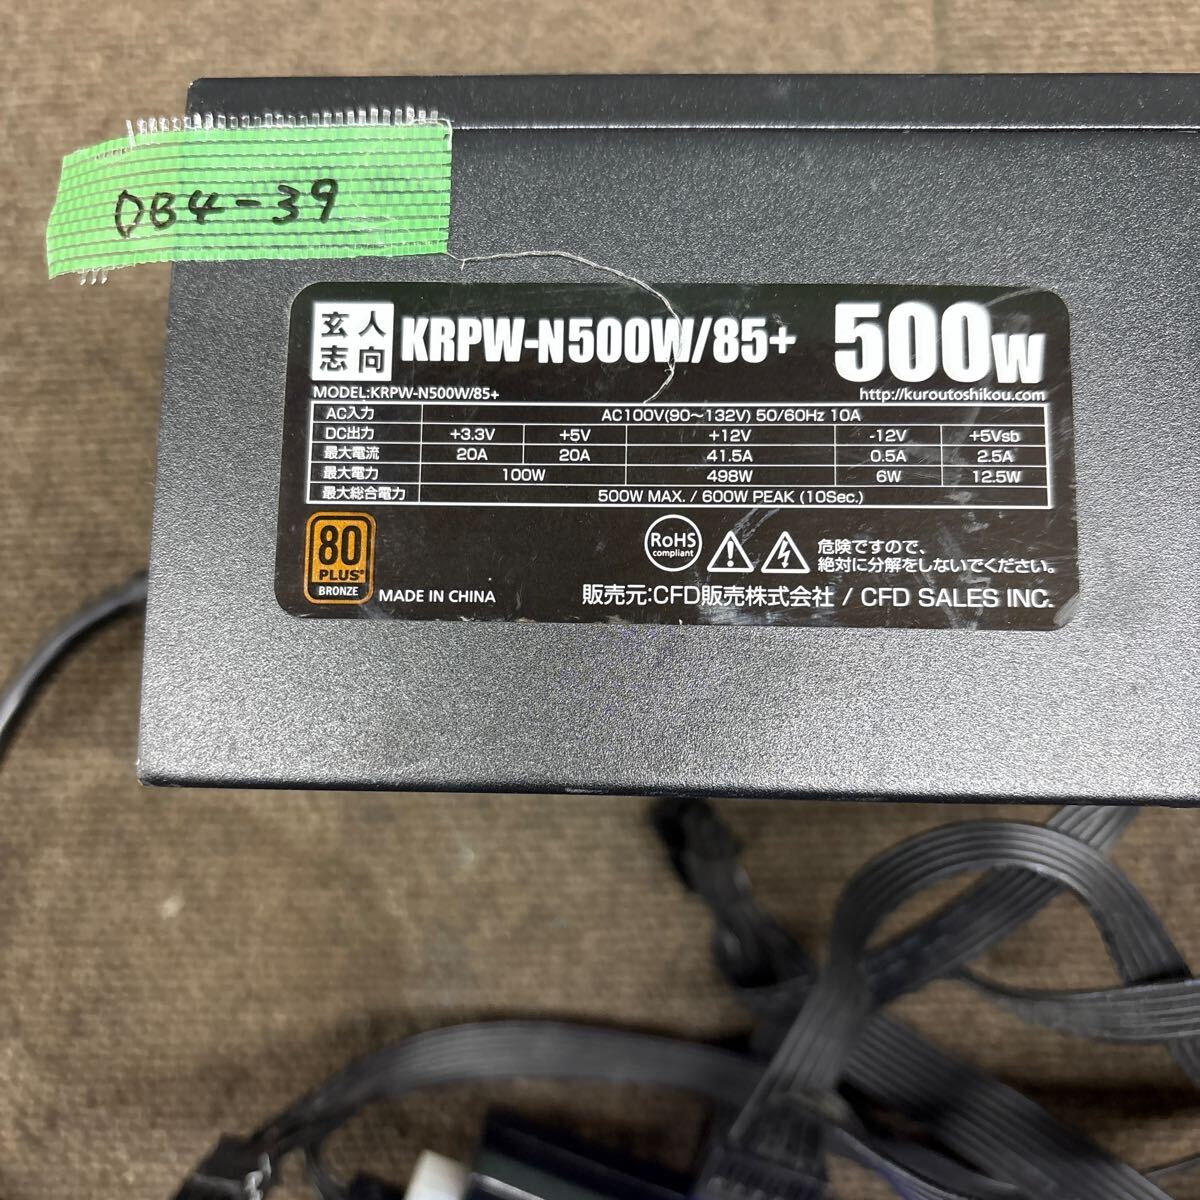 DB4-39
玄人
志向
KRPW-N500W/85+ 500W
MODEL:KRPW-N500W/85+ http://kuroutoshikou.com
AC入力 AC100V(90〜132V) 50/60Hz 10A
DC出力 +3.3V +5V +12V -12V +5Vsb
最大電流 20A 20A 41.5A 0.5A 2.5A
最大電力 100W 498W 6W 12.5W
最大総合電力 500W MAX. / 600W PEAK (10Sec.)
80
PLUS®
BRONZE
MADE IN CHINA
RoHS
compliant
危険ですので、
絶対に分解をしないでください。
販売元:CFD販売株式会社 / CFD SALES INC.